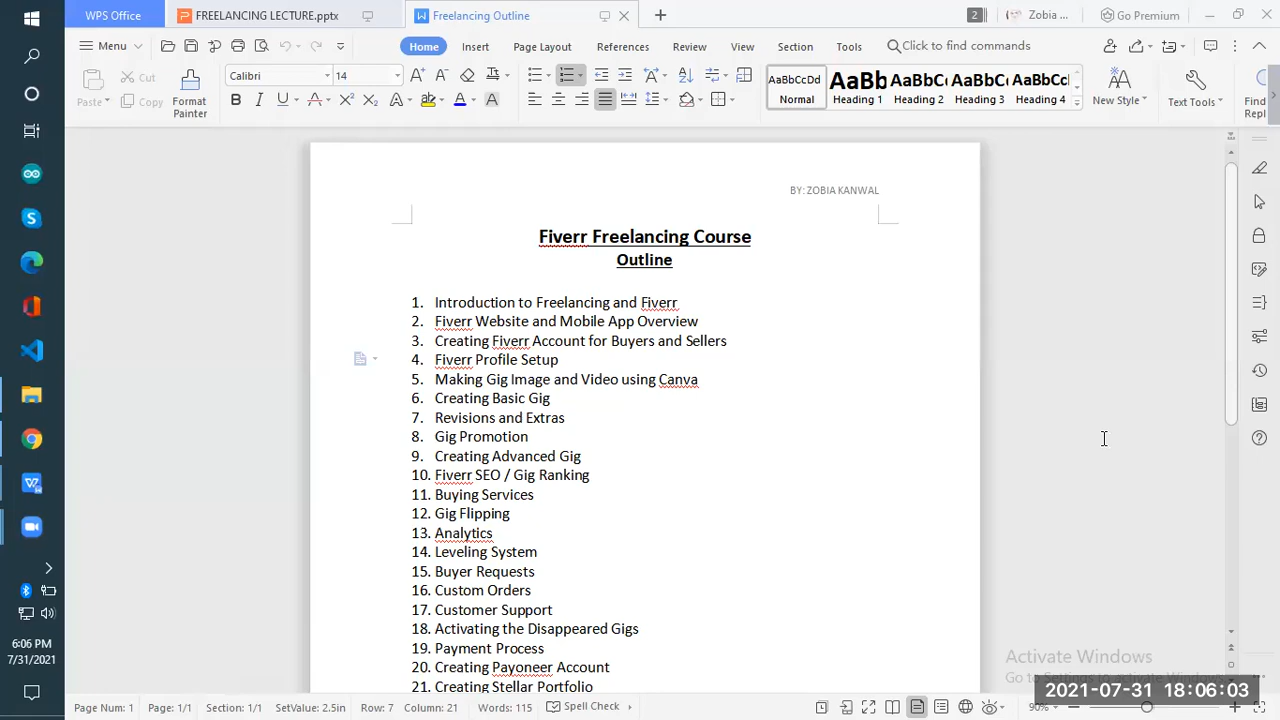 WPS Office
FREELANCING LECTURE.pptx
Freelancing Outline
2
Zobia ...
Go Premium
Menu
Home
Insert
Page Layout
References
Review
View
Section
Tools
Click to find commands
Paste
Cut
Copy
Format
Painter
Calibri
14
AaBbCcDd
Normal
AaBb
Heading 1
AaBbC
Heading 2
AaBbC
Heading 3
AaBbC
Heading 4
New Style
Text Tools
Find
Repl
BY: ZOBIA KANWAL
Fiverr Freelancing Course
Outline
1. Introduction to Freelancing and Fiverr
2. Fiverr Website and Mobile App Overview
3. Creating Fiverr Account for Buyers and Sellers
4. Fiverr Profile Setup
5. Making Gig Image and Video using Canva
6. Creating Basic Gig
7. Revisions and Extras
8. Gig Promotion
9. Creating Advanced Gig
10. Fiverr SEO / Gig Ranking
11. Buying Services
12. Gig Flipping
13. Analytics
14. Leveling System
15. Buyer Requests
16. Custom Orders
17. Customer Support
18. Activating the Disappeared Gigs
19. Payment Process
20. Creating Payoneer Account
21. Creating Stellar Portfolio
6:06 PM
7/31/2021
Activate Windows
2021-07-31 18:06:03
Page Num: 1
Page: 1/1
Section: 1/1
SetValue: 2.5in
Row: 7
Column: 21
Words: 115
Spell Check
90%